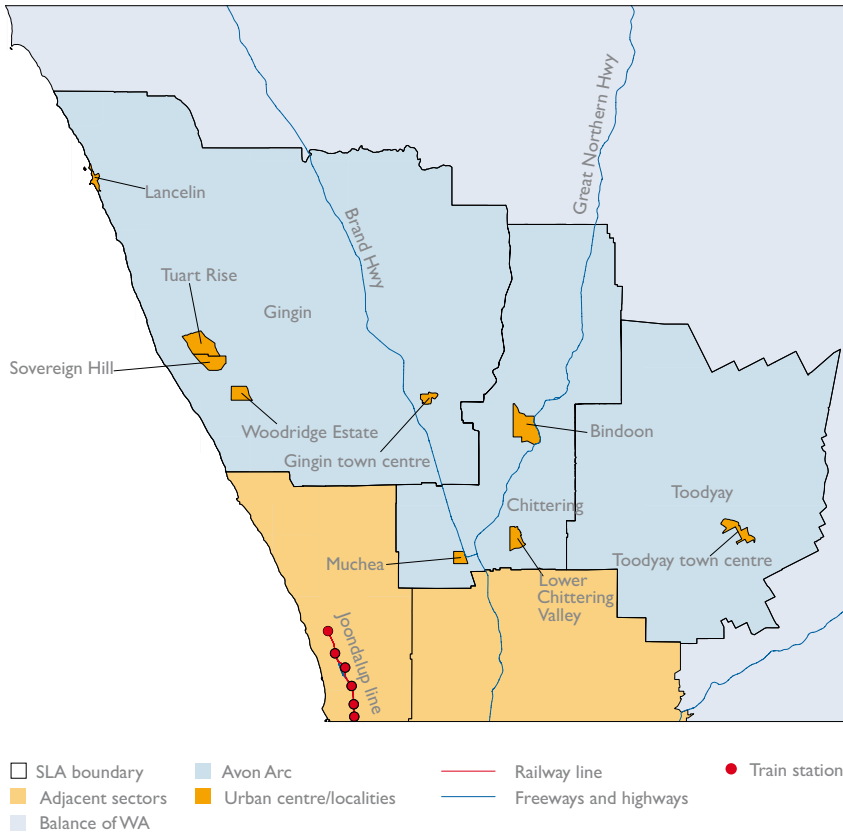 Great Northern Hwy
Lancelin
Brand Hwy
Tuart Rise
Gingin
Sovereign Hill
Woodridge Estate
Bindoon
Gingin town centre
Toodyay
Chittering
Muchea
Toodyay town centre
Lower
Chittering
Valley
Joondalup line
SLA boundary
Avon Arc
Railway line
Train station
Adjacent sectors
Urban centre/localities
Freeways and highways
Balance of WA